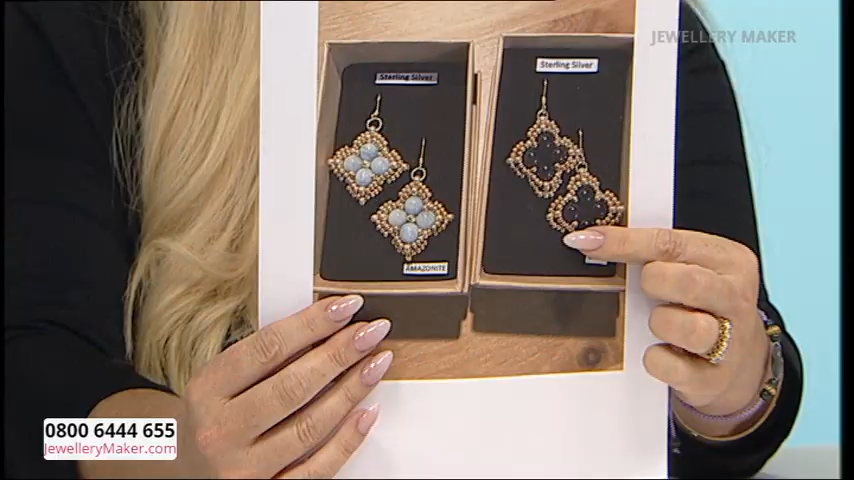 JEWELLERY MAKER
Sterling Silver
Sterling Silver
AMAZONITE
0800 6444 655
JewelleryMaker.com